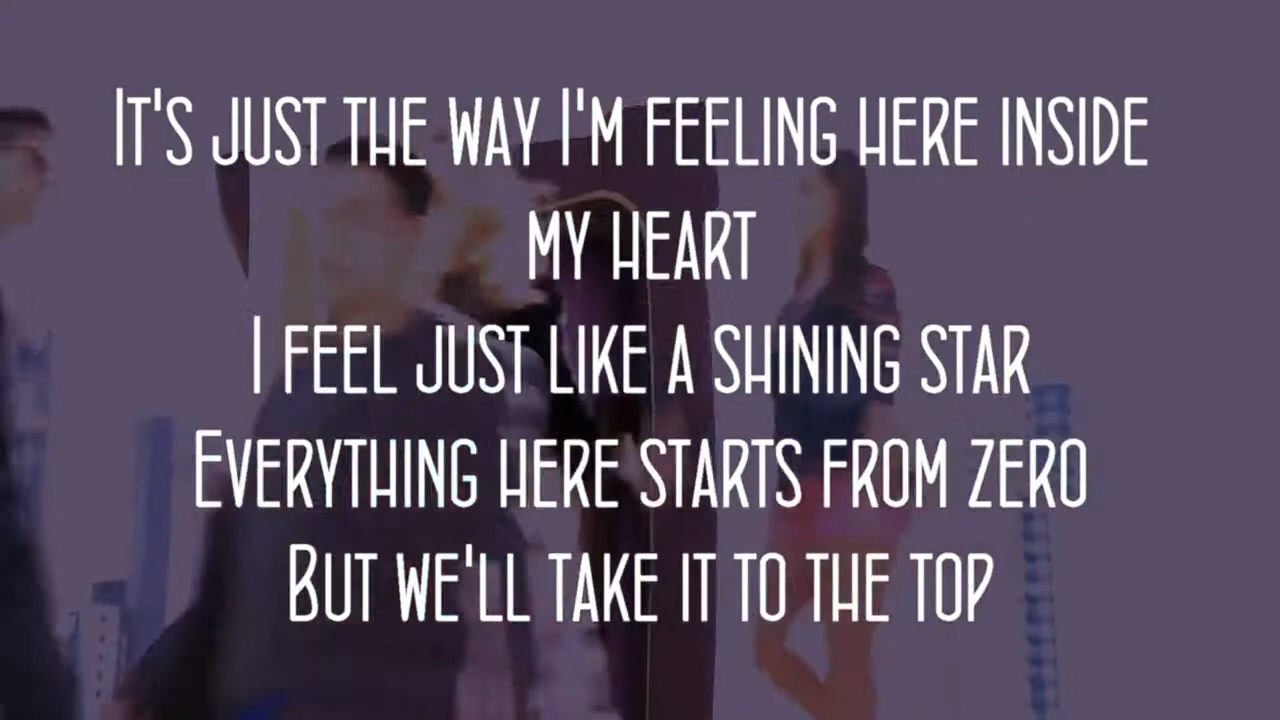 It's just the way I'm feeling here inside
my heart
I feel just like a shining star
Everything here starts from zero
But we'll take it to the top